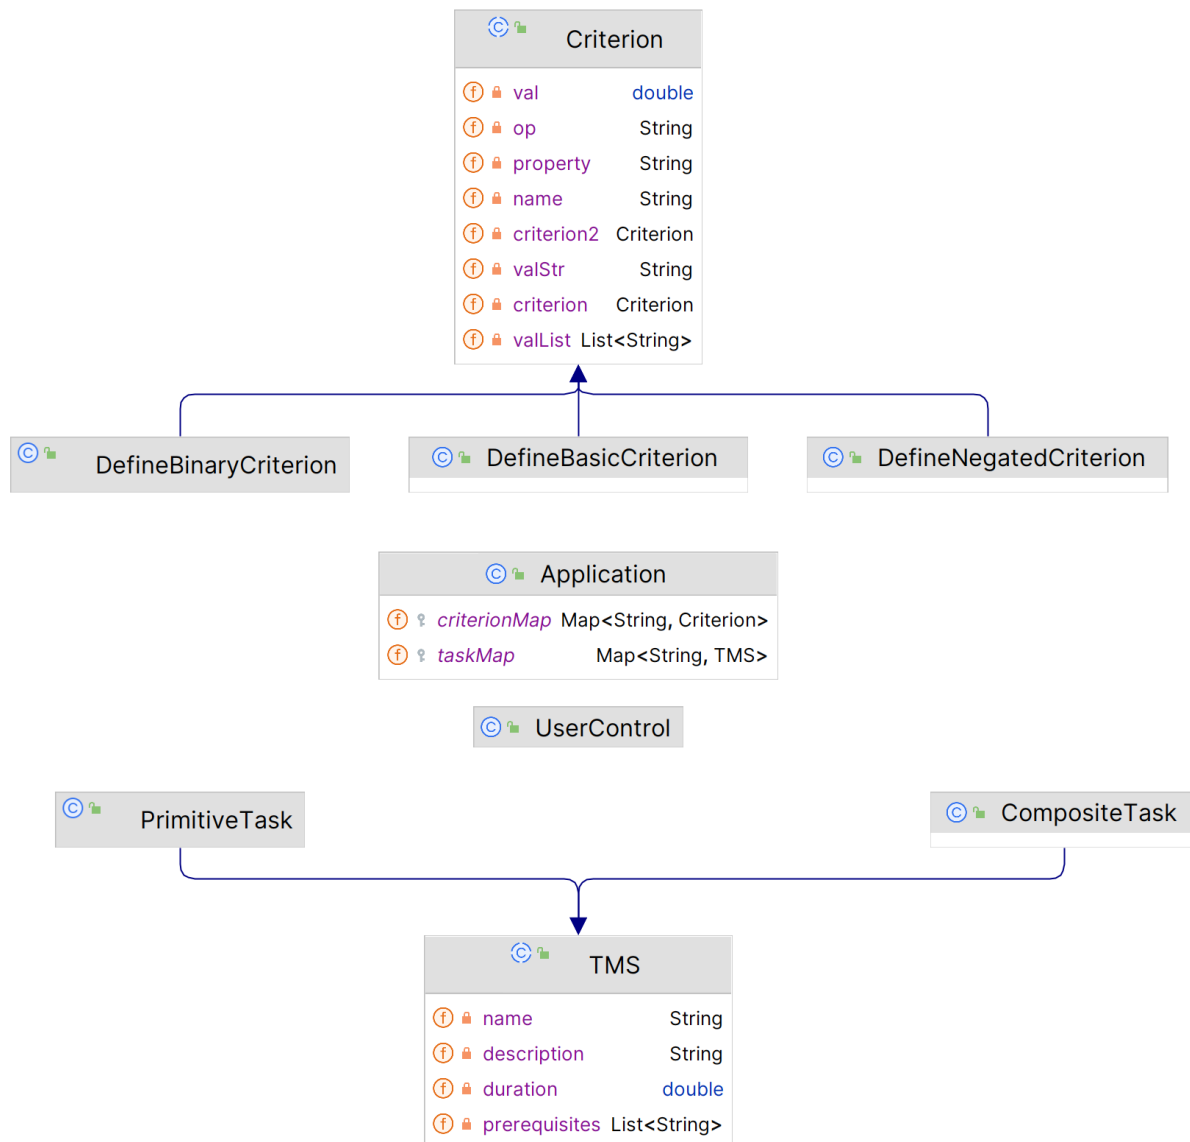 Criterion
val double
op String
property String
name String
criterion2 Criterion
valStr String
criterion Criterion
valList List<String>
DefineBinaryCriterion
DefineBasicCriterion
DefineNegatedCriterion
Application
criterionMap Map<String, Criterion>
taskMap Map<String, TMS>
UserControl
PrimitiveTask
CompositeTask
TMS
name String
description String
duration double
prerequisites List<String>